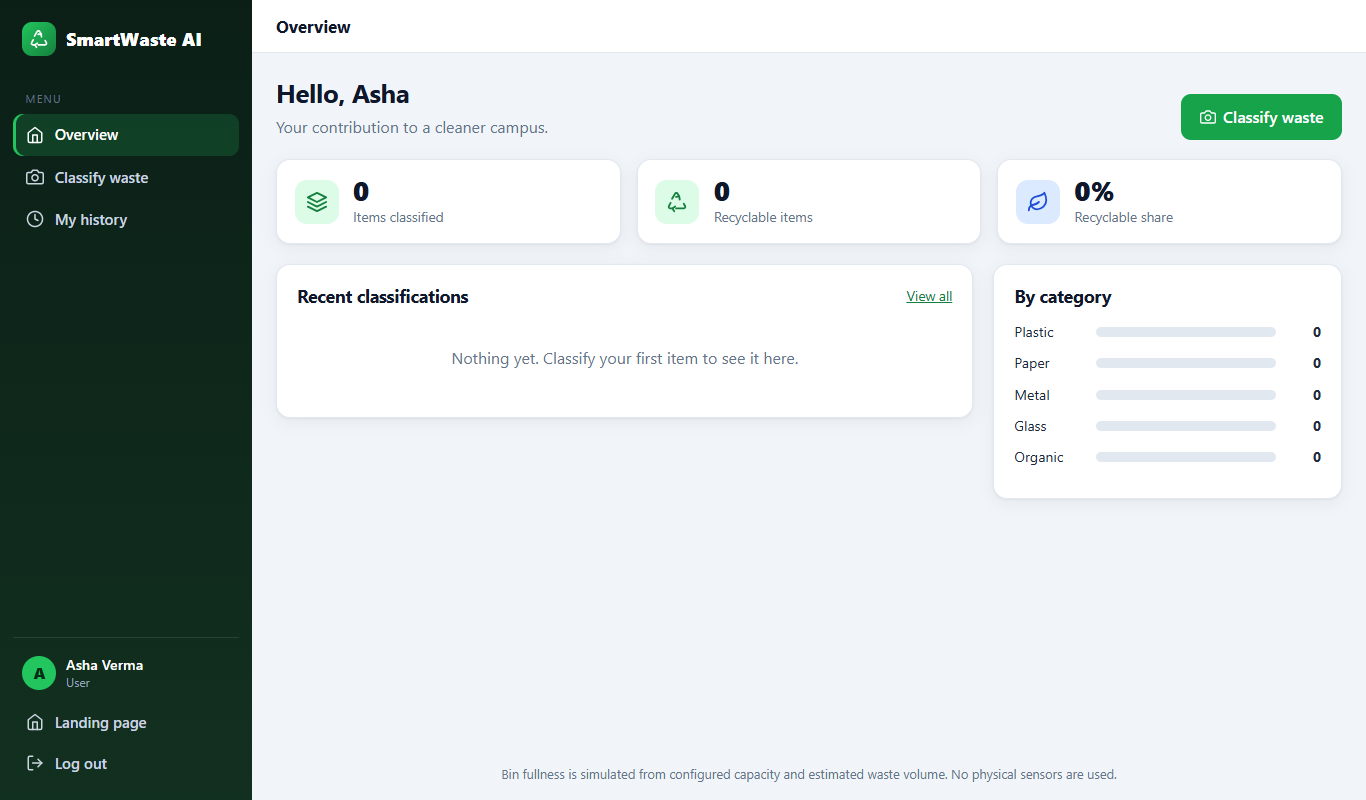 SmartWaste AI
MENU
Overview
Classify waste
My history
Asha Verma
A
User
Landing page
Log out
Overview
Hello, Asha
Your contribution to a cleaner campus.
Classify waste
0
Items classified
0
Recyclable items
0%
Recyclable share
Recent classifications
View all
Nothing yet. Classify your first item to see it here.
By category
Plastic 0
Paper 0
Metal 0
Glass 0
Organic 0
Bin fullness is simulated from configured capacity and estimated waste volume. No physical sensors are used.